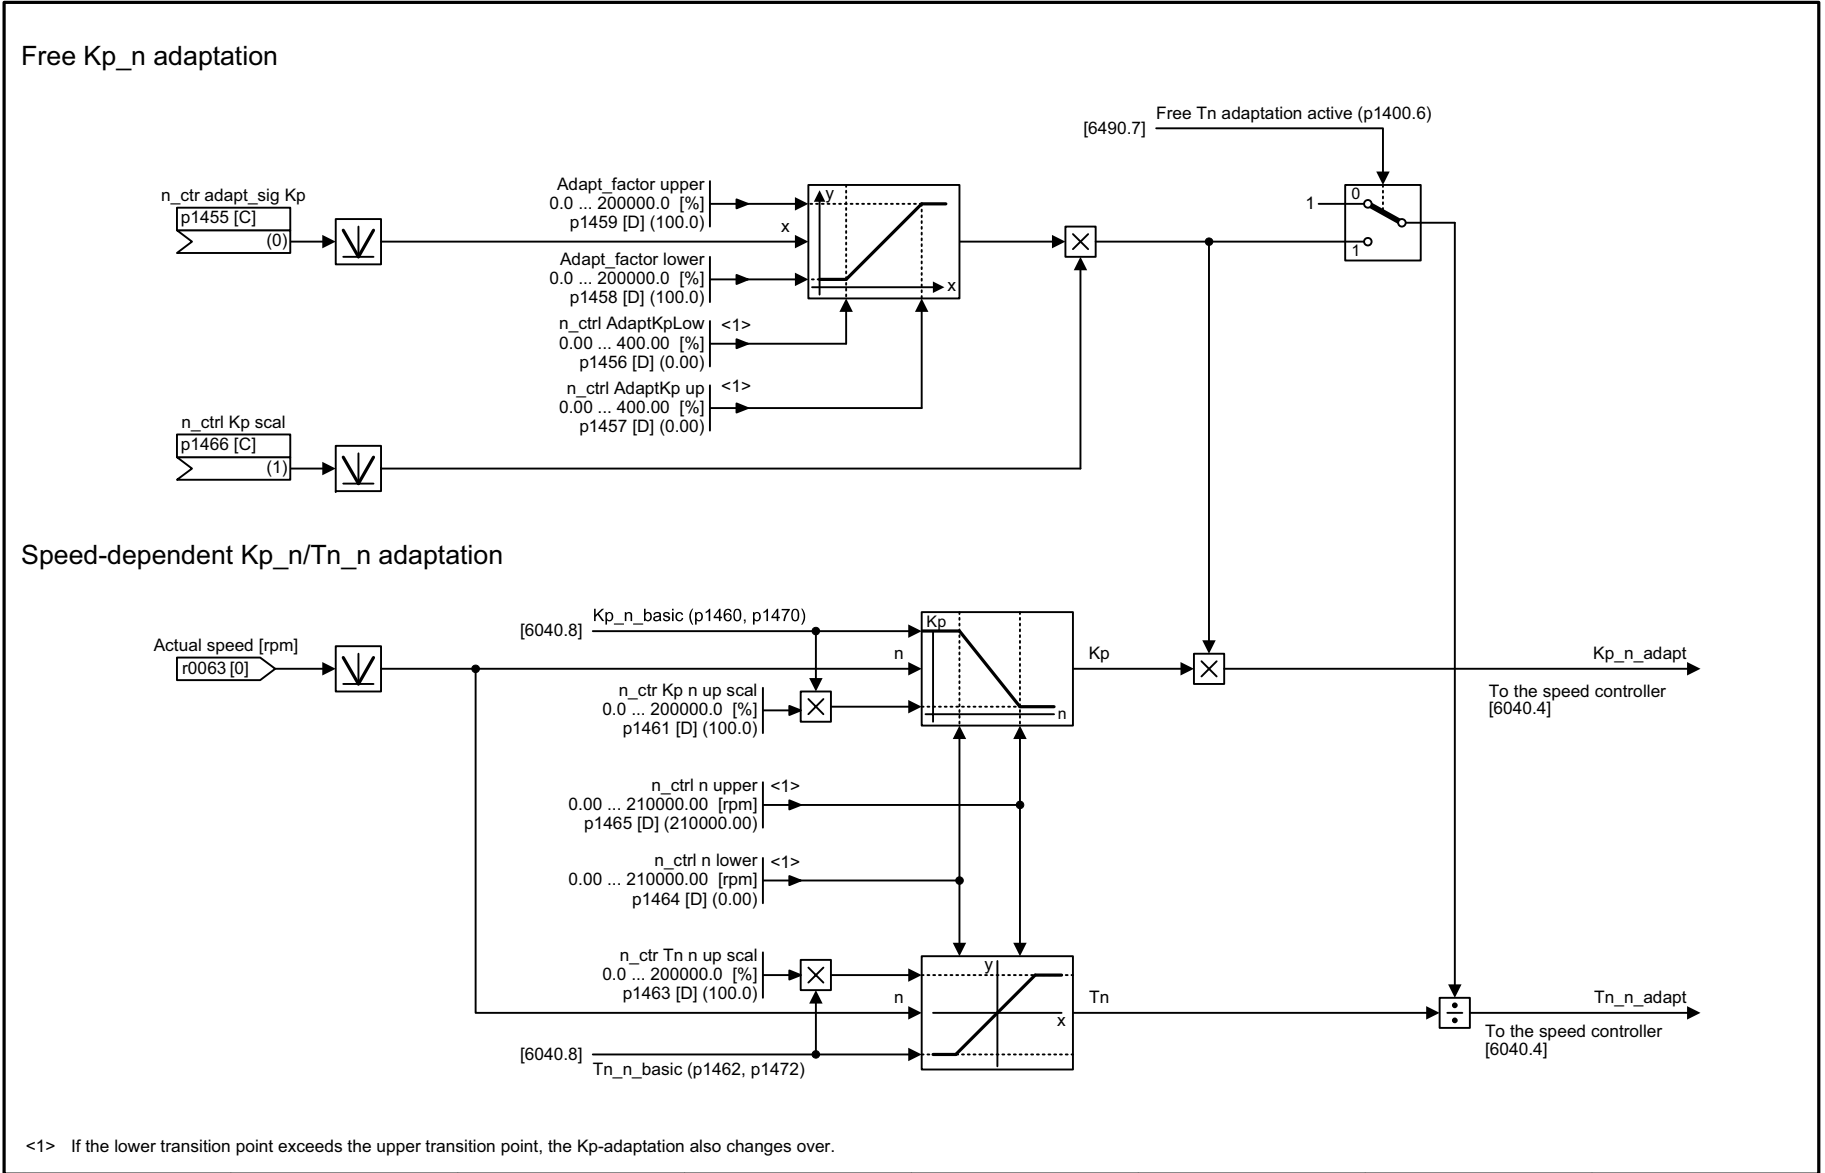 Free Kp_n adaptation
Free Tn adaptation active (p1400.6)
[6490.7]
n_ctr adapt_sig Kp
p1455 [C]
(0)
Adapt_factor upper
0.0 ... 200000.0 [%]
p1459 [D] (100.0)
x
Adapt_factor lower
0.0 ... 200000.0 [%]
p1458 [D] (100.0)
y
x
1
0
1
n_ctrl AdaptKpLow <1>
0.00 ... 400.00 [%]
p1456 [D] (0.00)
n_ctrl AdaptKp up <1>
0.00 ... 400.00 [%]
p1457 [D] (0.00)
n_ctrl Kp scal
p1466 [C]
(1)
Speed-dependent Kp_n/Tn_n adaptation
Kp_n_basic (p1460, p1470)
[6040.8]
Actual speed [rpm]
r0063 [0]
n
Kp
n
Kp
Kp_n_adapt
To the speed controller
[6040.4]
n_ctr Kp n up scal
0.0 ... 200000.0 [%]
p1461 [D] (100.0)
n_ctrl n upper <1>
0.00 ... 210000.00 [rpm]
p1465 [D] (210000.00)
n_ctrl n lower <1>
0.00 ... 210000.00 [rpm]
p1464 [D] (0.00)
n_ctr Tn n up scal
0.0 ... 200000.0 [%]
p1463 [D] (100.0)
n
y
x
Tn
Tn_n_adapt
To the speed controller
[6040.4]
[6040.8]
Tn_n_basic (p1462, p1472)
<1> If the lower transition point exceeds the upper transition point, the Kp-adaptation also changes over.